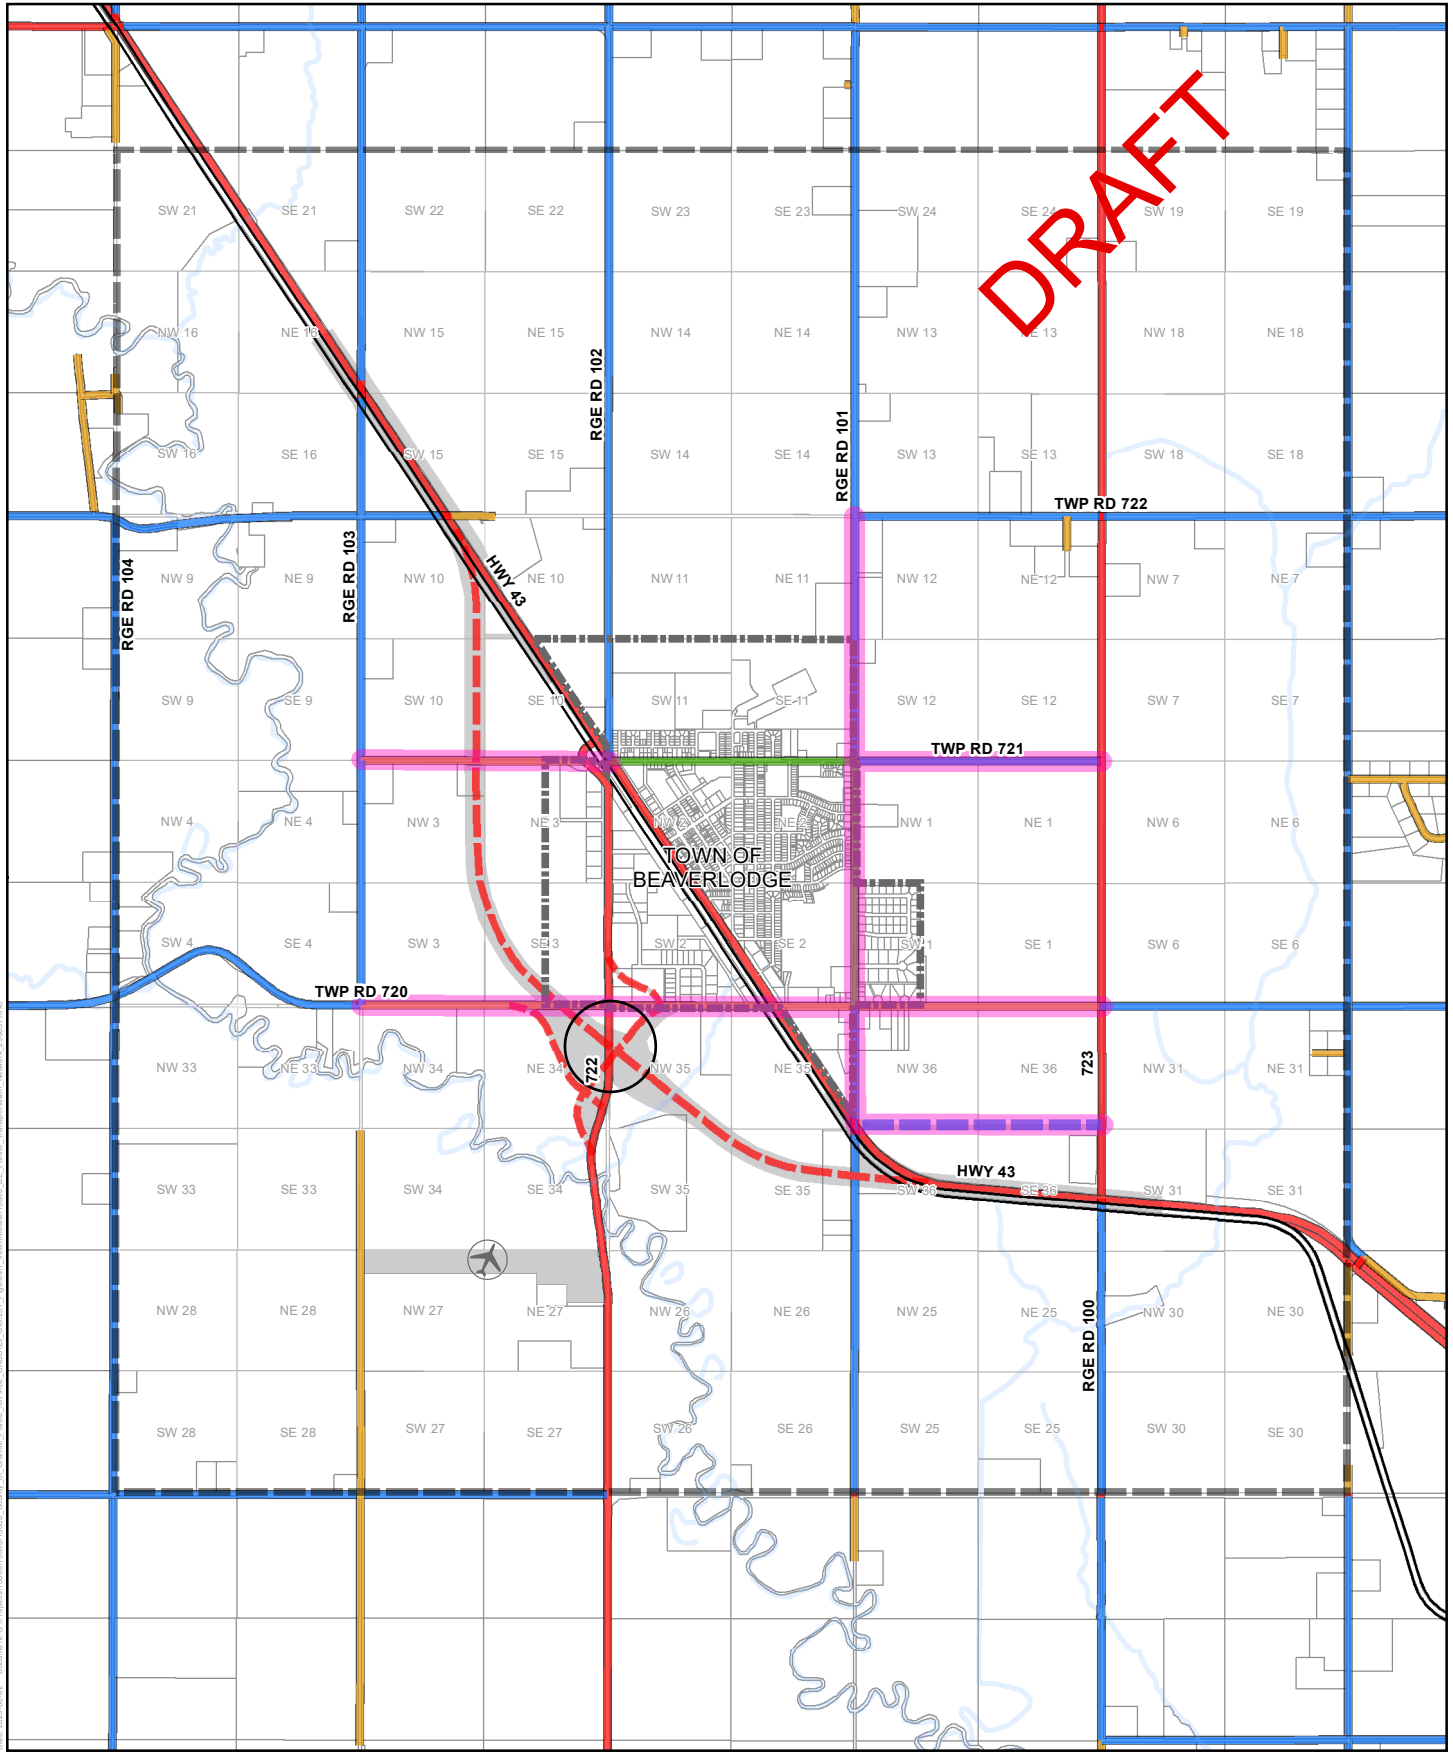 DRAFT
SW 21
SE 21
SW 22
SE 22
SW 23
SE 23
SW 24
SE 24
SW 19
SE 19
NW 16
NE 16
NW 15
NE 15
NW 14
NE 14
NW 13
NE 13
NW 18
NE 18
RGE RD 102
RGE RD 101
SW 16
SE 16
SW 15
SE 15
SW 14
SE 14
SW 13
SE 13
SW 18
SE 18
TWP RD 722
RGE RD 104
RGE RD 103
HWY 43
NW 9
NE 9
NW 10
NE 10
NW 11
NE 11
NW 12
NE 12
NW 7
NE 7
SW 9
SE 9
SW 10
SE 10
SW 11
SE 11
SW 12
SE 12
SW 7
SE 7
TWP RD 721
NW 4
NE 4
NW 3
NE 3
NW 2
NE 2
NW 1
NE 1
NW 6
NE 6
TOWN OF
BEAVERLODGE
SW 4
SE 4
SW 3
SE 3
SW 2
SE 2
SW 1
SE 1
SW 6
SE 6
TWP RD 720
NW 33
NE 33
NW 34
NE 34
722
NW 35
NE 35
NW 36
NE 36
723
NW 31
NE 31
HWY 43
SW 33
SE 33
SW 34
SE 34
SW 35
SE 35
SW 36
SE 36
SW 31
SE 31
NW 28
NE 28
NW 27
NE 27
NW 26
NE 26
NW 25
NE 25
RGE RD 100
NW 30
NE 30
SW 28
SE 28
SW 27
SE 27
SW 26
SE 26
SW 25
SE 25
SW 30
SE 30